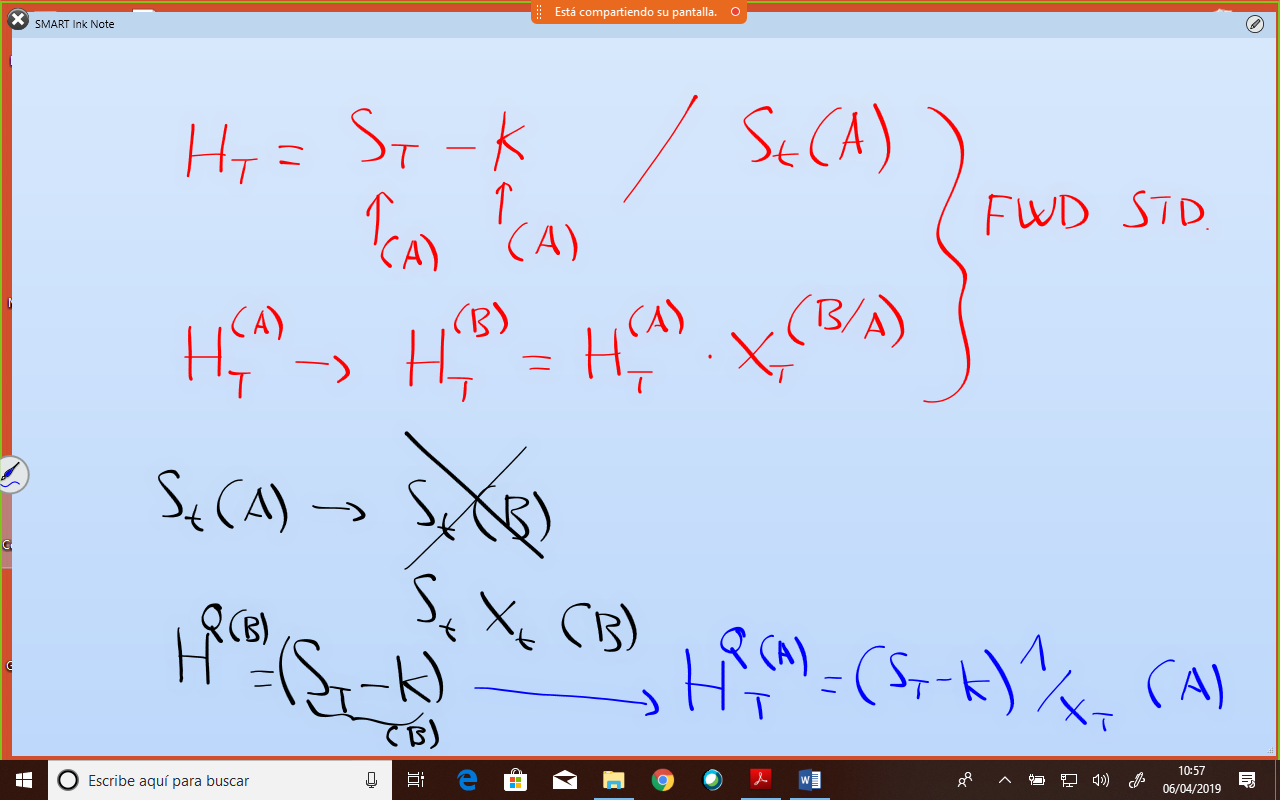 Está compartiendo su pantalla.
SMART Ink Note
H_T = S_T - K / S_t(A)
(A) (A)
FWD STD.
H_T^(A) → H_T^(B) = H_T^(A) · X_T^(B/A)
S_t(A) → S_t(B)
S_t X_t (B)
H^Q(B) = (S_T - K) → H_T^Q(A) = (S_T - K) 1/X_T (A)
(B)
Escribe aquí para buscar
10:57
06/04/2019